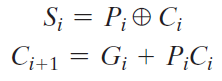 Sᵢ = Pᵢ ⊕ Cᵢ
Cᵢ₊₁ = Gᵢ + PᵢCᵢ